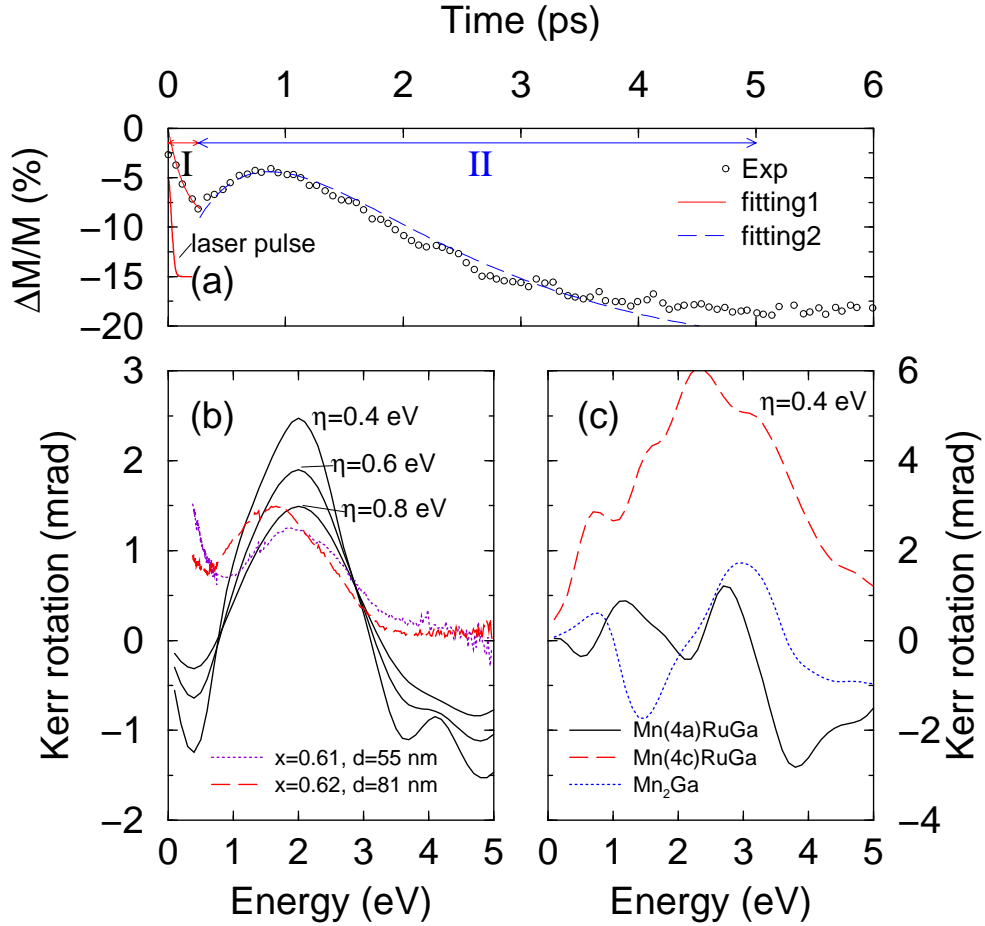 Time (ps)
0 1 2 3 4 5 6
ΔM/M (%)
0
−5
−10
−15
−20
I
II
laser pulse
(a)
Exp
fitting1
fitting2
Kerr rotation (mrad)
3
2
1
0
−1
−2
(b)
η=0.4 eV
η=0.6 eV
η=0.8 eV
x=0.61, d=55 nm
x=0.62, d=81 nm
0 1 2 3 4 5
Energy (eV)
(c)
η=0.4 eV
Mn(4a)RuGa
Mn(4c)RuGa
Mn₂Ga
6
4
2
0
−2
−4
Kerr rotation (mrad)
0 1 2 3 4 5
Energy (eV)